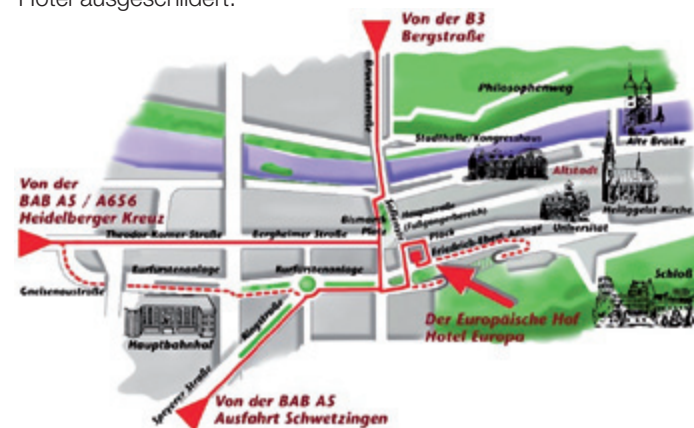 Hotel ausgeschildert.
Von der B3
Bergstraße
Brückenstraße
Philosophenweg
Stadthalle/Kongresshaus
Alte Brücke
Von der
BAB A5 / A656
Heidelberger Kreuz
Altstadt
Hauptstraße
(Fußgängerbereich)
Bismarck
Platz
Sofienstr.
Heiliggeist-Kirche
Theodor Körner Straße
Bergheimer Straße
Plöck
Universität
Friedrich-Ebert-Anlage
Kurfürstenanlage
Kurfürstenanlage
Gneisenaustraße
Schloß
Ringstraße
Hauptbahnhof
Der Europäische Hof
Hotel Europa
Speyerer Straße
Von der BAB A5
Ausfahrt Schwetzingen